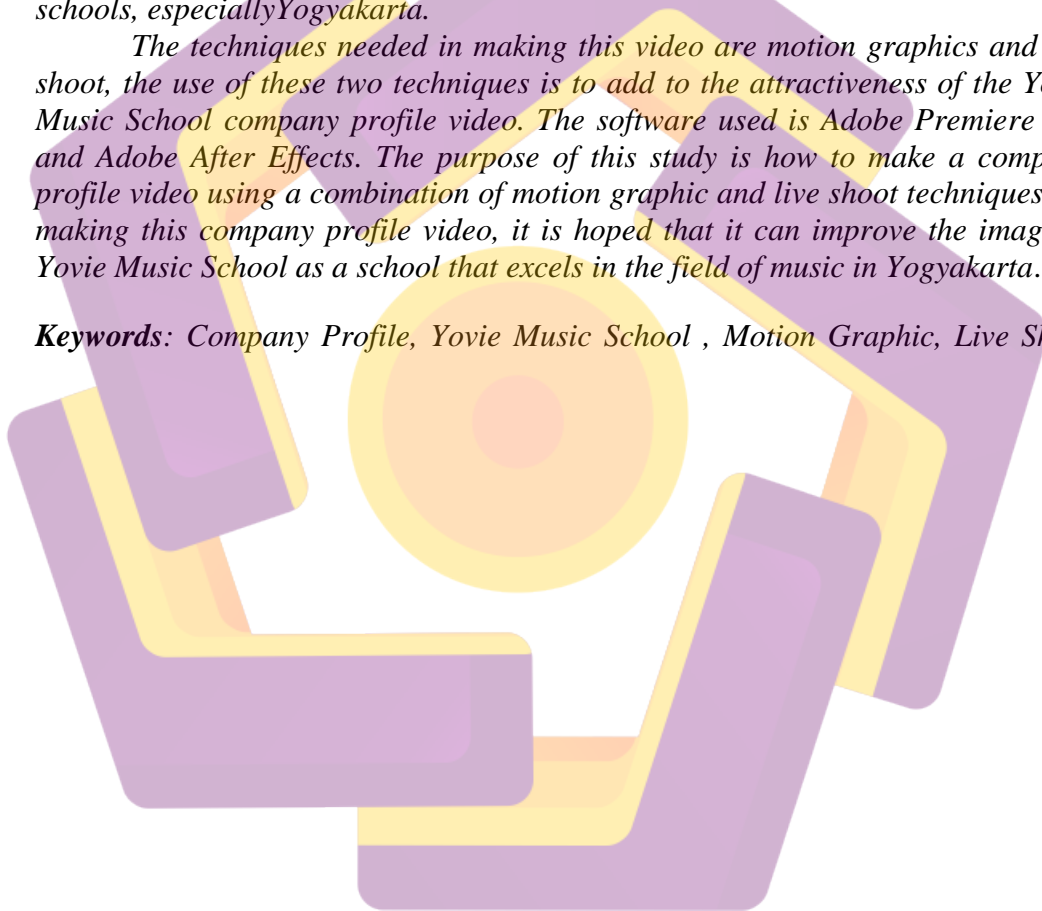 schools, especiallyYogyakarta.
The techniques needed in making this video are motion graphics and
shoot, the use of these two techniques is to add to the attractiveness of the
Music School company profile video. The software used is Adobe Premiere
and Adobe After Effects. The purpose of this study is how to make a
profile video using a combination of motion graphic and live shoot techniques
making this company profile video, it is hoped that it can improve the
Yovie Music School as a school that excels in the field of music in Yogyakarta.
Keywords: Company Profile, Yovie Music School , Motion Graphic, Live